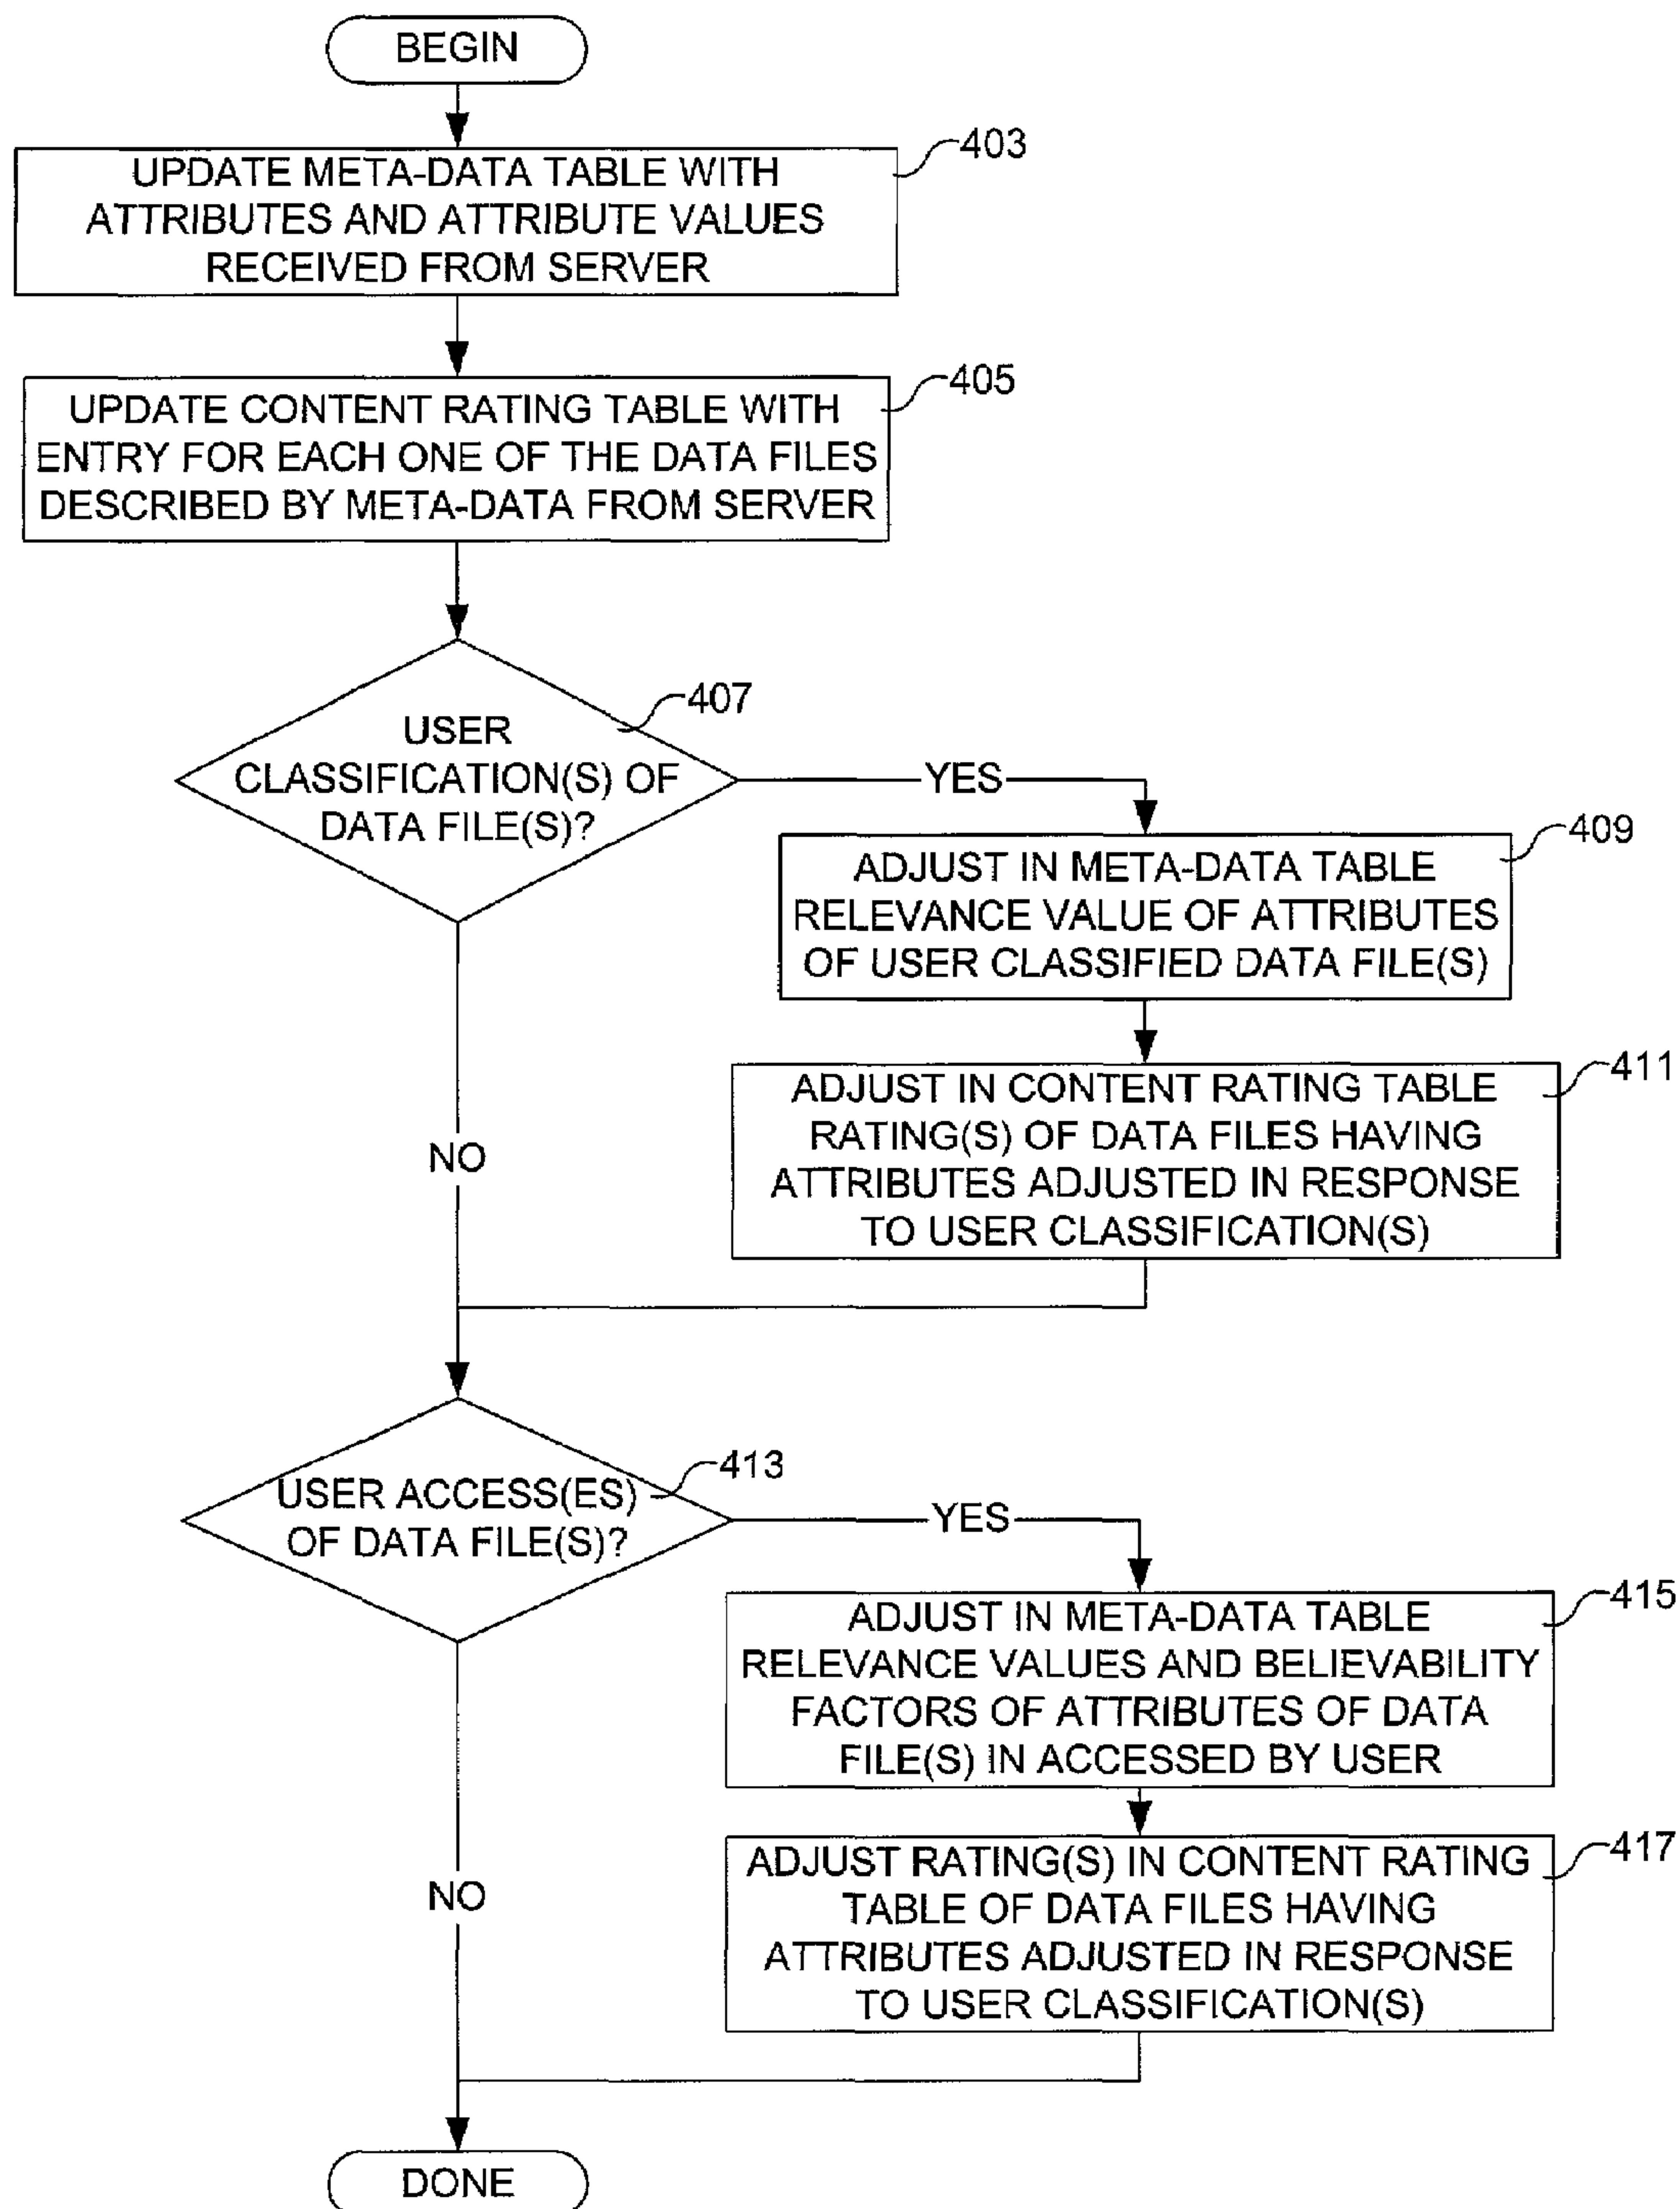 BEGIN
403
UPDATE META-DATA TABLE WITH
ATTRIBUTES AND ATTRIBUTE VALUES
RECEIVED FROM SERVER
405
UPDATE CONTENT RATING TABLE WITH
ENTRY FOR EACH ONE OF THE DATA FILES
DESCRIBED BY META-DATA FROM SERVER
407
USER
CLASSIFICATION(S) OF
DATA FILE(S)?
YES
409
ADJUST IN META-DATA TABLE
RELEVANCE VALUE OF ATTRIBUTES
OF USER CLASSIFIED DATA FILE(S)
411
ADJUST IN CONTENT RATING TABLE
RATING(S) OF DATA FILES HAVING
ATTRIBUTES ADJUSTED IN RESPONSE
TO USER CLASSIFICATION(S)
NO
413
USER ACCESS(ES)
OF DATA FILE(S)?
YES
415
ADJUST IN META-DATA TABLE
RELEVANCE VALUES AND BELIEVABILITY
FACTORS OF ATTRIBUTES OF DATA
FILE(S) IN ACCESSED BY USER
417
ADJUST RATING(S) IN CONTENT RATING
TABLE OF DATA FILES HAVING
ATTRIBUTES ADJUSTED IN RESPONSE
TO USER CLASSIFICATION(S)
NO
DONE